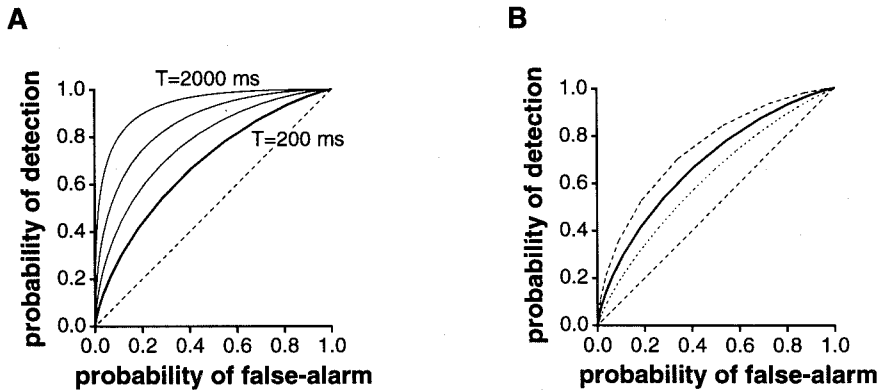 A
B
T=2000 ms
T=200 ms
probability of detection
1.0
0.8
0.6
0.4
0.2
0.0
0.0 0.2 0.4 0.6 0.8 1.0
probability of false-alarm
probability of detection
1.0
0.8
0.6
0.4
0.2
0.0
0.0 0.2 0.4 0.6 0.8 1.0
probability of false-alarm